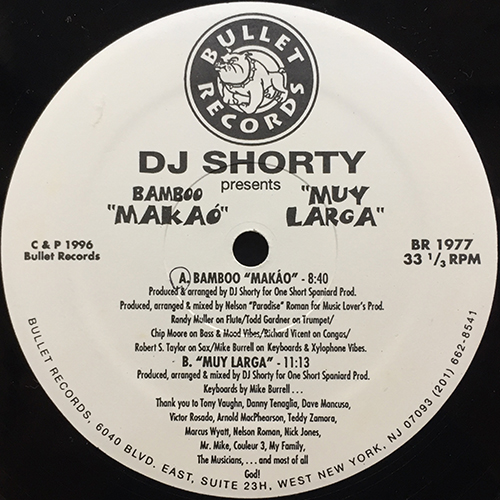 BULLET
RECORDS
DJ SHORTY
presents
BAMBOO "MUY
"MAKAÓ" LARGA"
C & P 1996
Bullet Records
BR 1977
33 1/3 RPM
A. BAMBOO "MAKÃO" - 8:40
Produced & arranged by DJ Shorty for One Short Spaniard Prod.
Produced, arranged & mixed by Nelson "Paradise" Roman for Music Lover's Prod.
Randy Muller on Flute/Todd Gardner on Trumpet/
Chip Moore on Bass & Mood Vibes/Richard Vicent on Congas/
Robert S. Taylor on Sax/Mike Burrell on Keyboards & Xylophone Vibes.
B. "MUY LARGA" - 11:13
Produced, arranged & mixed by DJ Shorty for One Short Spaniard Prod.
Keyboards by Mike Burrell . . .
Thank you to Tony Vaughn, Danny Tenaglia, Dave Mancuso,
Victor Rosado, Arnold MacPhearson, Teddy Zamara,
Marcus Wyatt, Nelson Roman, Nick Jones,
Mr. Mike, Couleur 3, My Family,
The Musicians, . . . and most of all
God!
BULLET RECORDS, 6040 BLVD. EAST, SUITE 23H, WEST NEW YORK, NJ 07093 (201) 662-8541